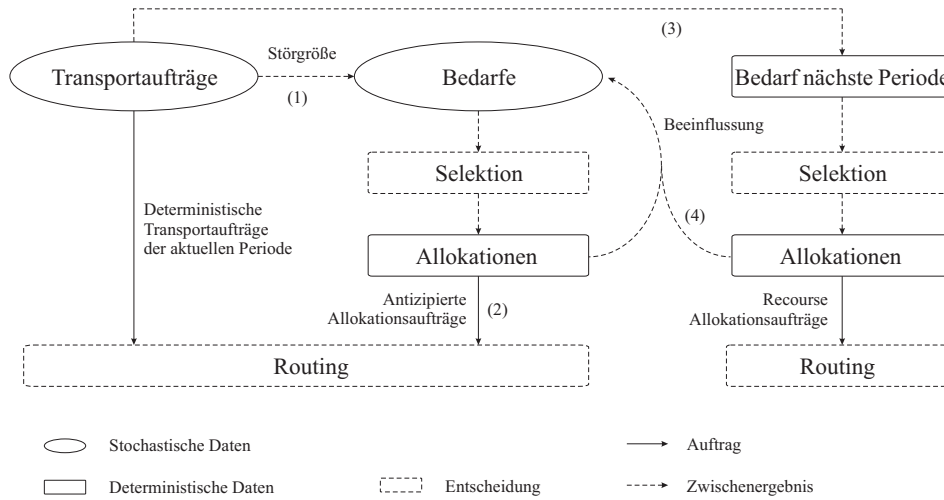 (3)
Störgröße
Transportaufträge
Bedarfe
Bedarf nächste Periode
(1)
Beeinflussung
Selektion
Selektion
Deterministische
Transportaufträge
der aktuellen Periode
(4)
Allokationen
Allokationen
Antizipierte
Allokationsaufträge
(2)
Recourse
Allokationsaufträge
Routing
Routing
Stochastische Daten
Auftrag
Deterministische Daten
Entscheidung
Zwischenergebnis